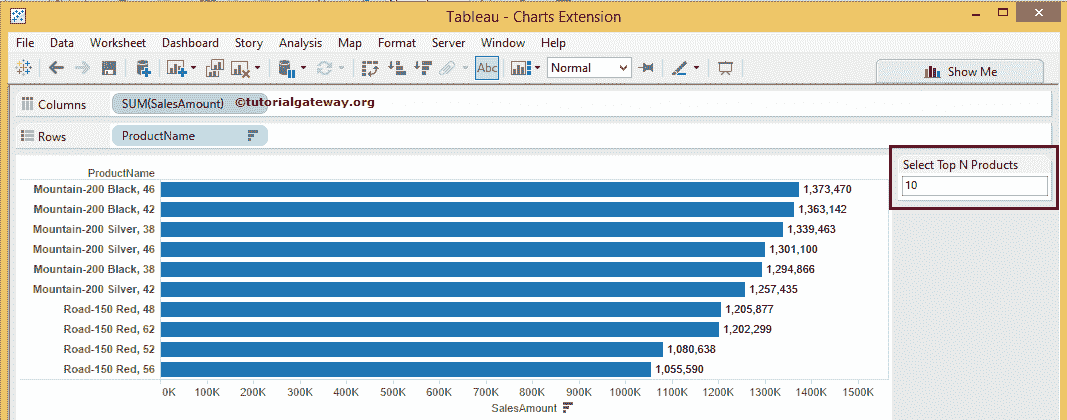 Tableau - Charts Extension
File Data Worksheet Dashboard Story Analysis Map Format Server Window Help
Abc Normal Show Me
Columns SUM(SalesAmount) ©tutorialgateway.org
Rows ProductName
Select Top N Products
10
ProductName
Mountain-200 Black, 46 1,373,470
Mountain-200 Black, 42 1,363,142
Mountain-200 Silver, 38 1,339,463
Mountain-200 Silver, 46 1,301,100
Mountain-200 Black, 38 1,294,866
Mountain-200 Silver, 42 1,257,435
Road-150 Red, 48 1,205,877
Road-150 Red, 62 1,202,299
Road-150 Red, 52 1,080,638
Road-150 Red, 56 1,055,590
0K 100K 200K 300K 400K 500K 600K 700K 800K 900K 1000K 1100K 1200K 1300K 1400K 1500K
SalesAmount